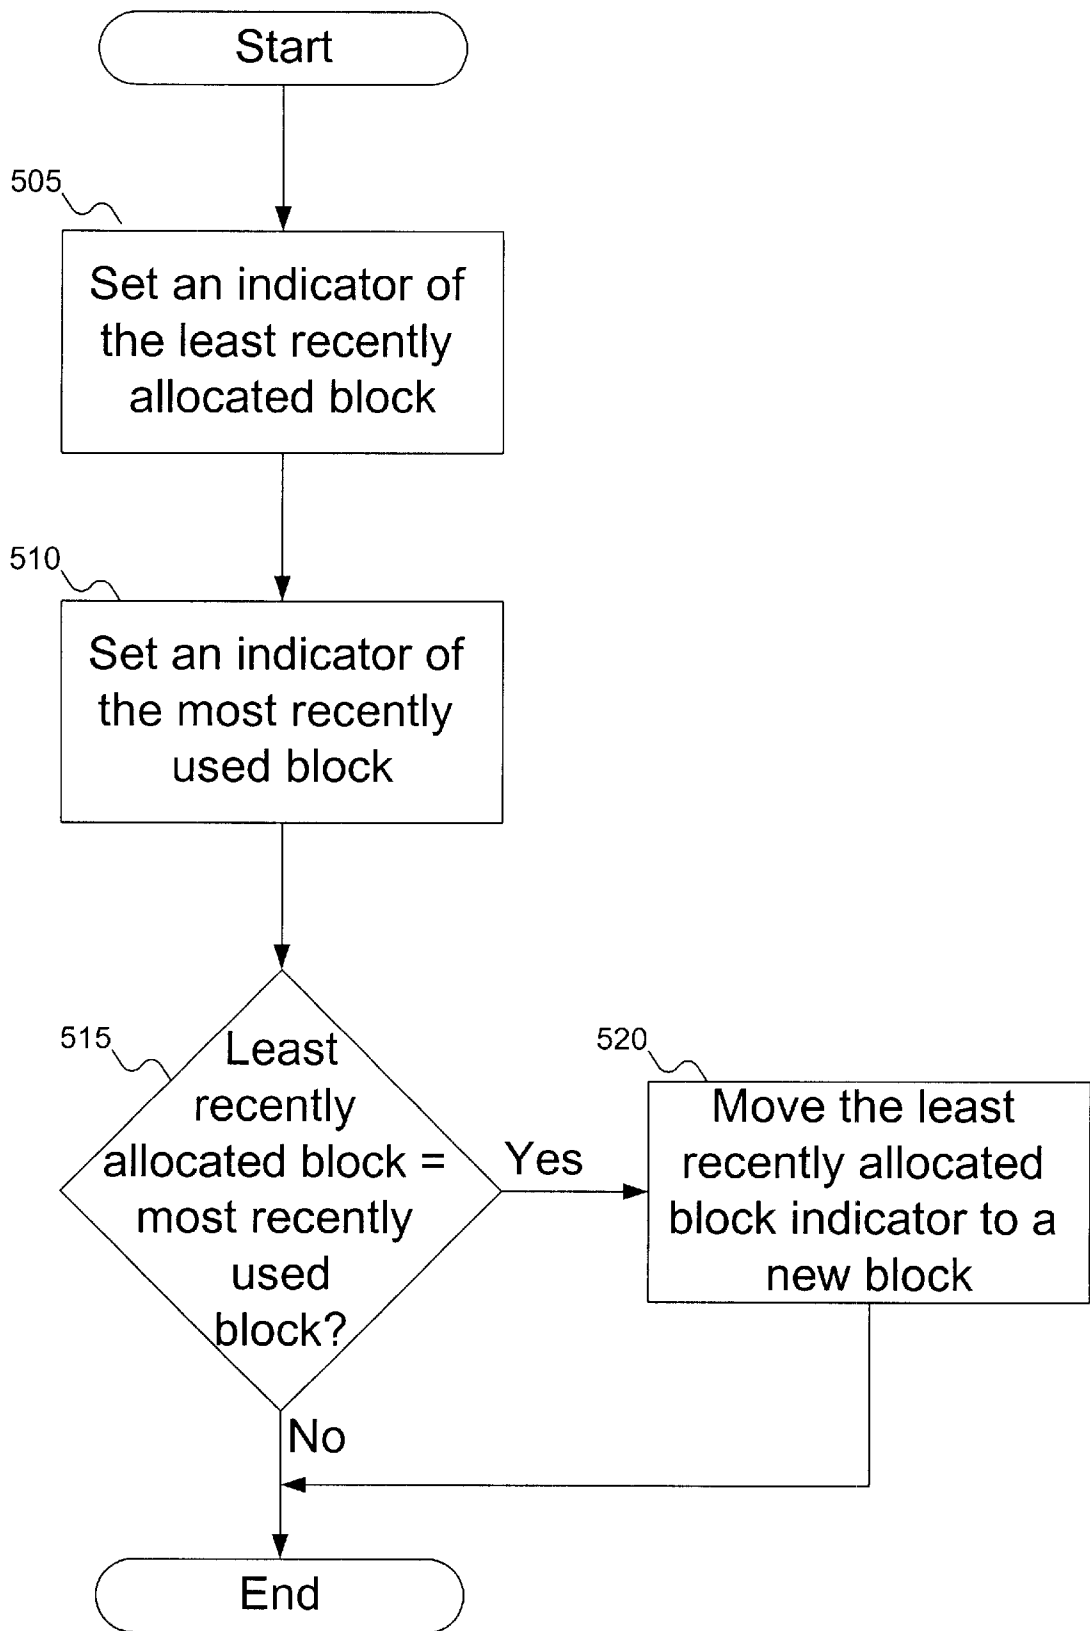 Start
505
Set an indicator of
the least recently
allocated block
510
Set an indicator of
the most recently
used block
515
Least
recently
allocated block =
most recently
used
block?
Yes
520
Move the least
recently allocated
block indicator to a
new block
No
End